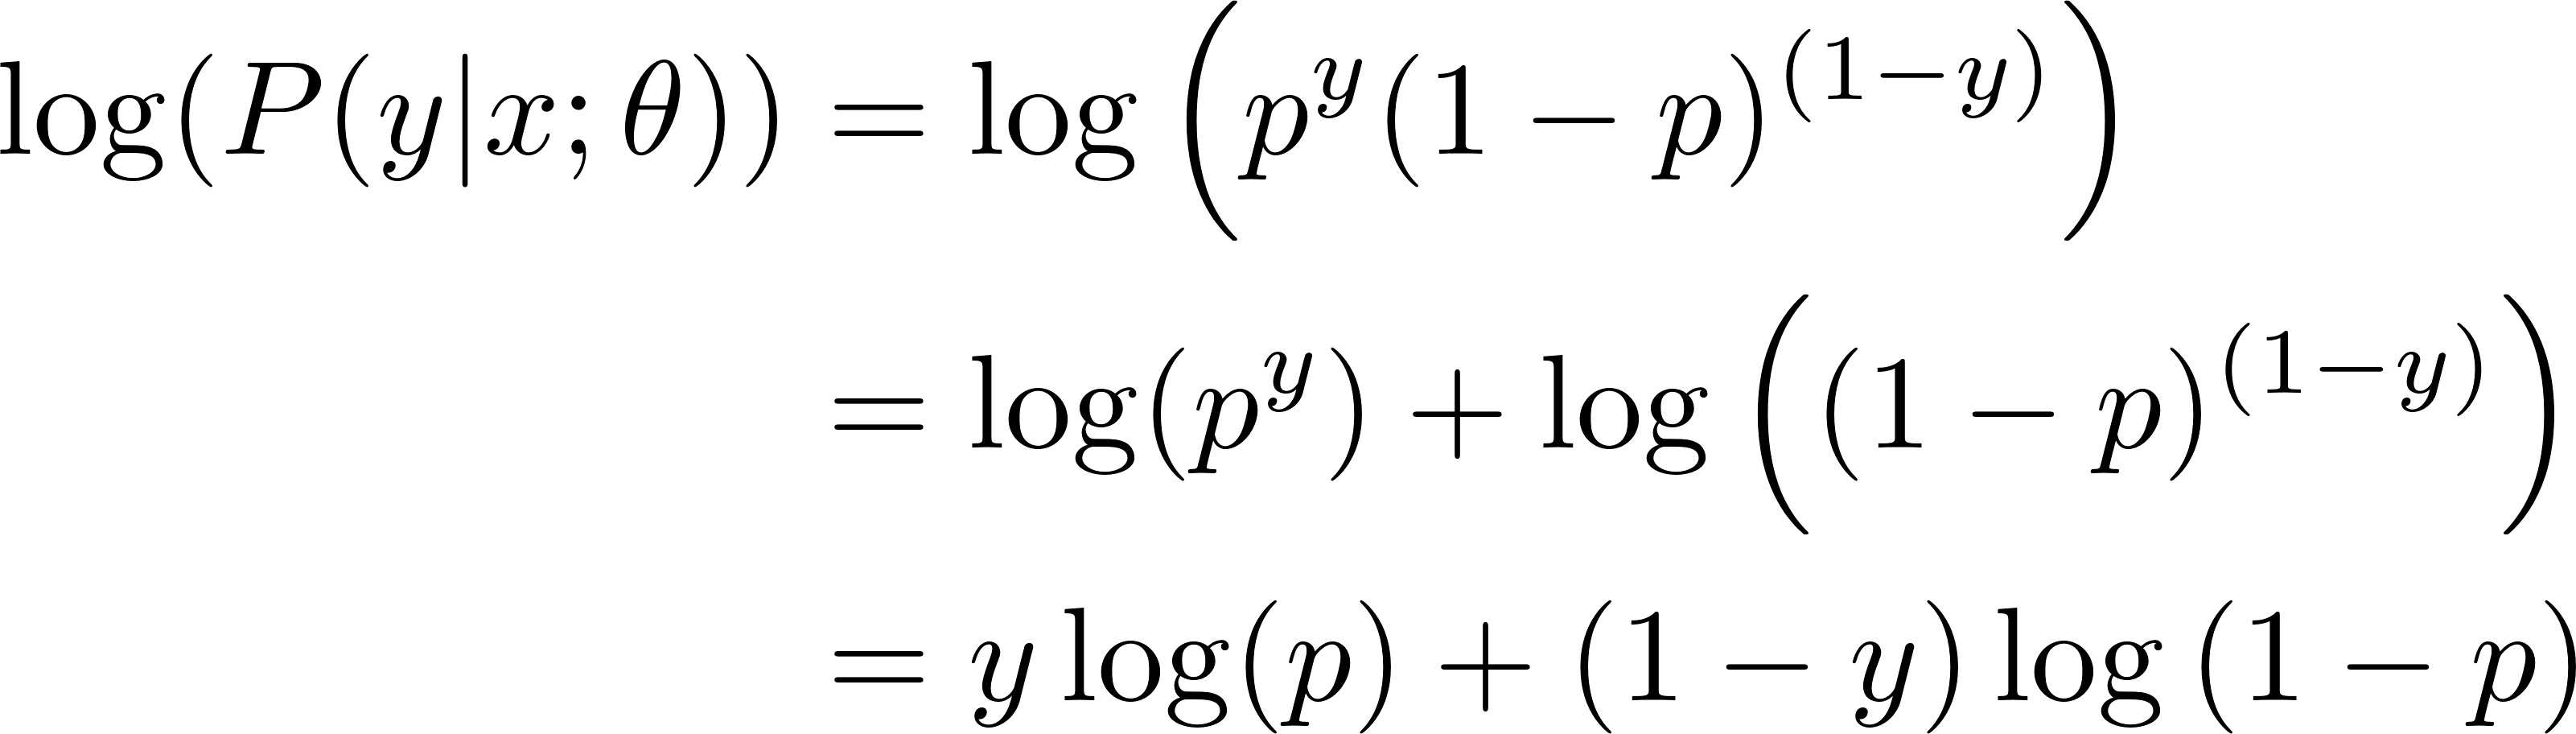 log(P(y|x; θ)) = log(p^y(1 − p)^(1−y))
= log(p^y) + log((1 − p)^(1−y))
= y log(p) + (1 − y) log (1 − p)